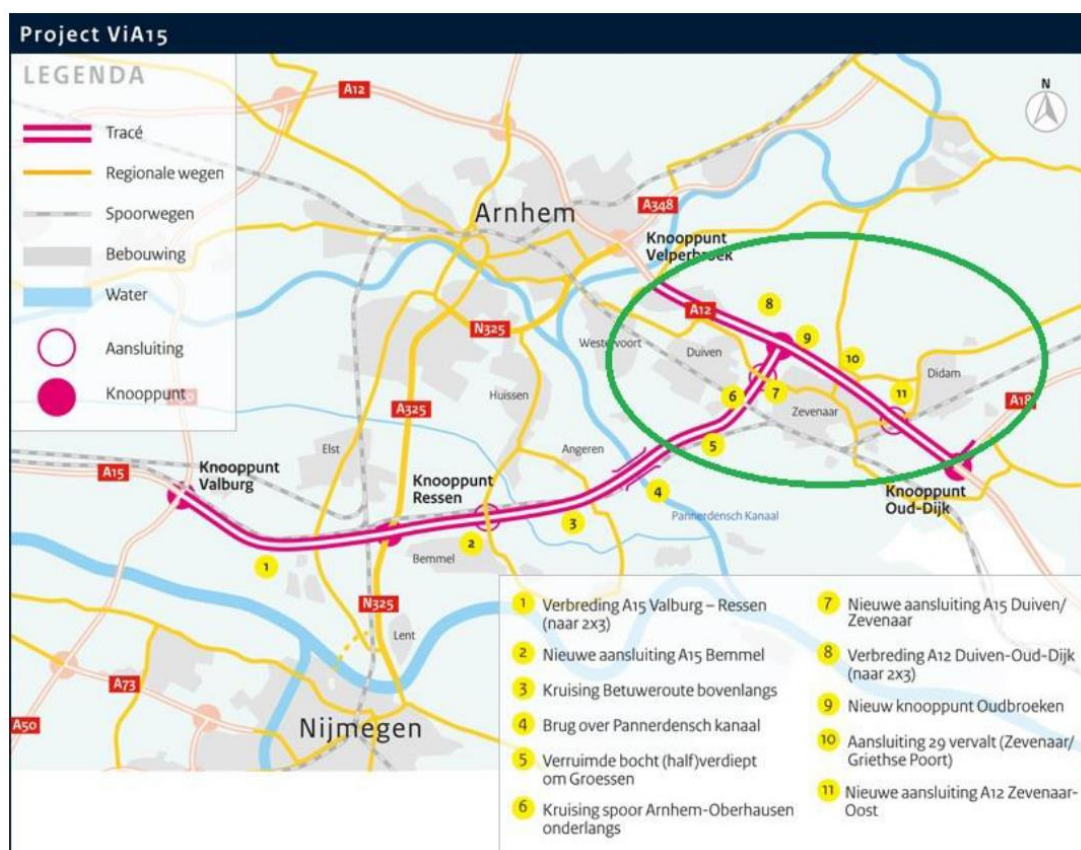 Project ViA15
LEGENDA
Tracé
Regionale wegen
Spoorwegen
Bebouwing
Water
Aansluiting
Knooppunt
N
A12
Arnhem
A348
Knooppunt
Velperbroek
A12
8
9
N325
Westervoort
Duiven
10
Didam
11
Huissen
6
7
Zevenaar
A18
A325
Elst
Angeren
5
A15
Knooppunt
Valburg
Knooppunt
Ressen
4
Knooppunt
Oud-Dijk
3
Pannerdensch Kanaal
2
1
Bemmel
N325
Lent
A73
A50
Nijmegen
1 Verbreding A15 Valburg – Ressen
(naar 2x3)
2 Nieuwe aansluiting A15 Bemmel
3 Kruising Betuweroute bovenlangs
4 Brug over Pannerdensch kanaal
5 Verruimde bocht (half)verdiept
om Groessen
6 Kruising spoor Arnhem-Oberhausen
onderlangs
7 Nieuwe aansluiting A15 Duiven/
Zevenaar
8 Verbreding A12 Duiven-Oud-Dijk
(naar 2x3)
9 Nieuw knooppunt Oudbroeken
10 Aansluiting 29 vervalt (Zevenaar/
Griethse Poort)
11 Nieuwe aansluiting A12 Zevenaar-
Oost